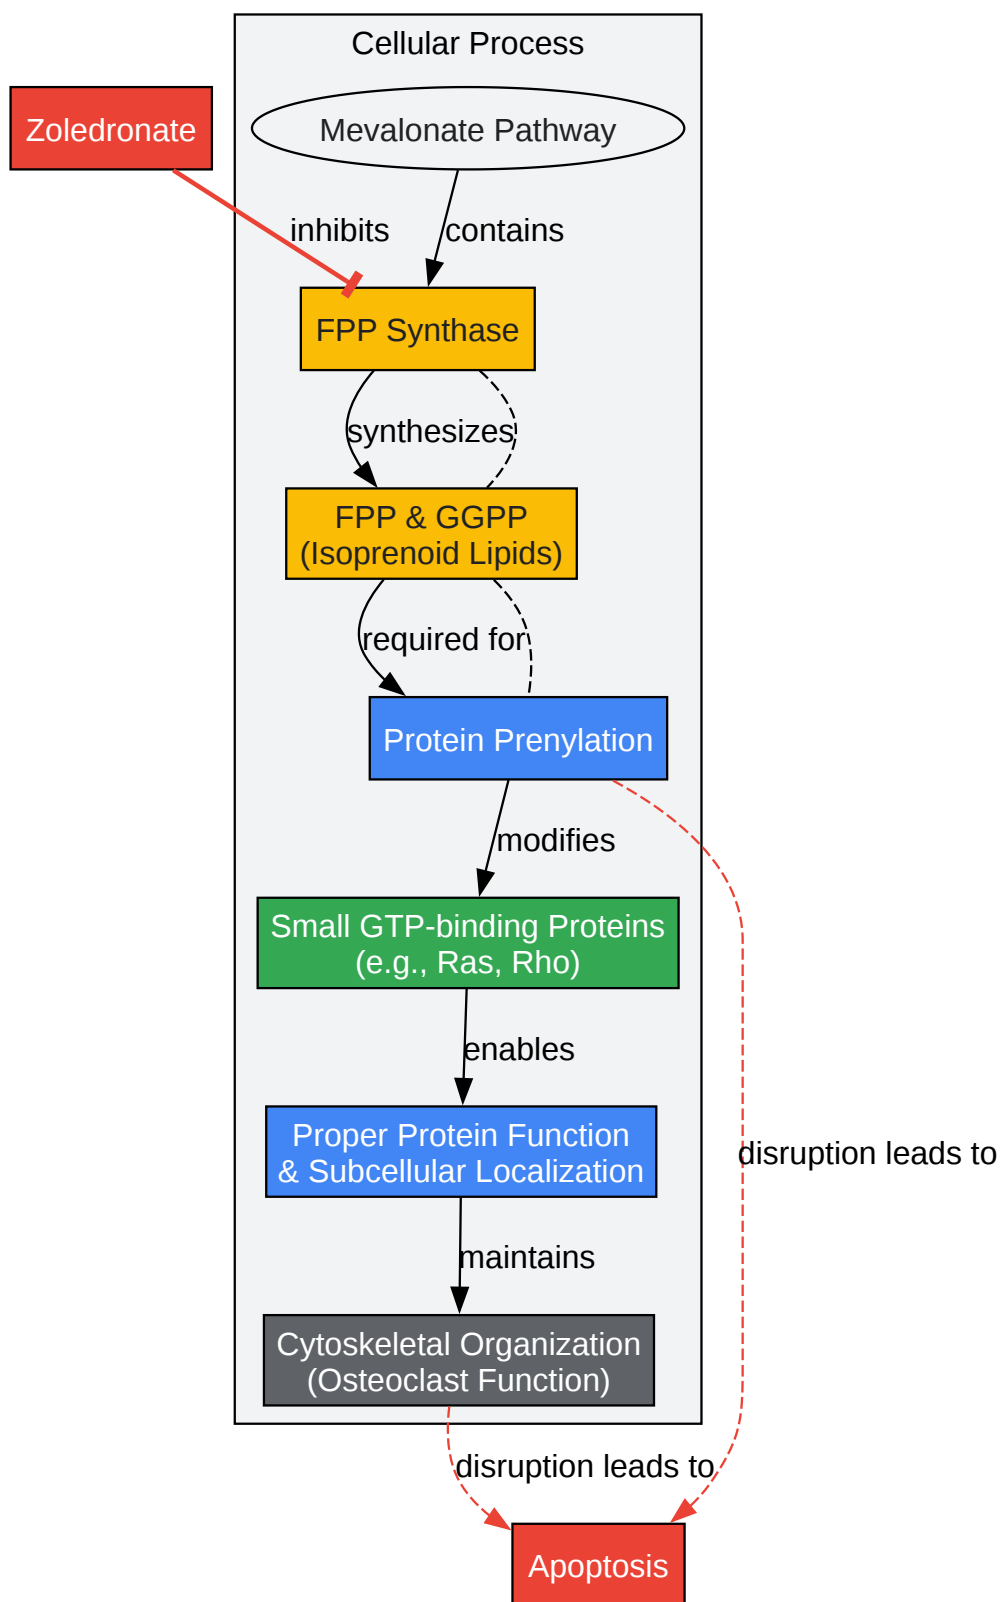 Cellular Process
Zoledronate
Mevalonate Pathway
inhibits
contains
FPP Synthase
synthesizes
FPP & GGPP
(Isoprenoid Lipids)
required for
Protein Prenylation
modifies
Small GTP-binding Proteins
(e.g., Ras, Rho)
enables
Proper Protein Function
& Subcellular Localization
disruption leads to
maintains
Cytoskeletal Organization
(Osteoclast Function)
disruption leads to
Apoptosis